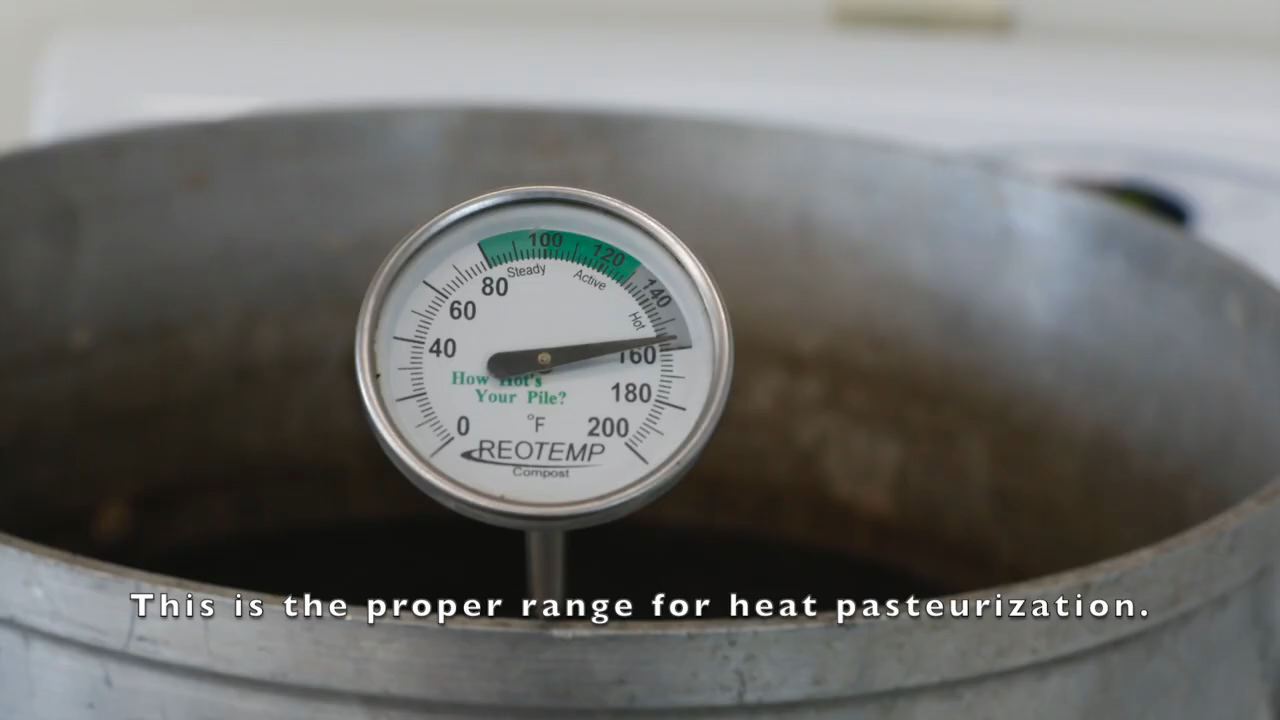 100
120
80
Steady
Active
140
60
Hot
40
160
How Hot's
Your Pile?
180
0
°F
200
REOTEMP
Compost
This is the proper range for heat pasteurization.